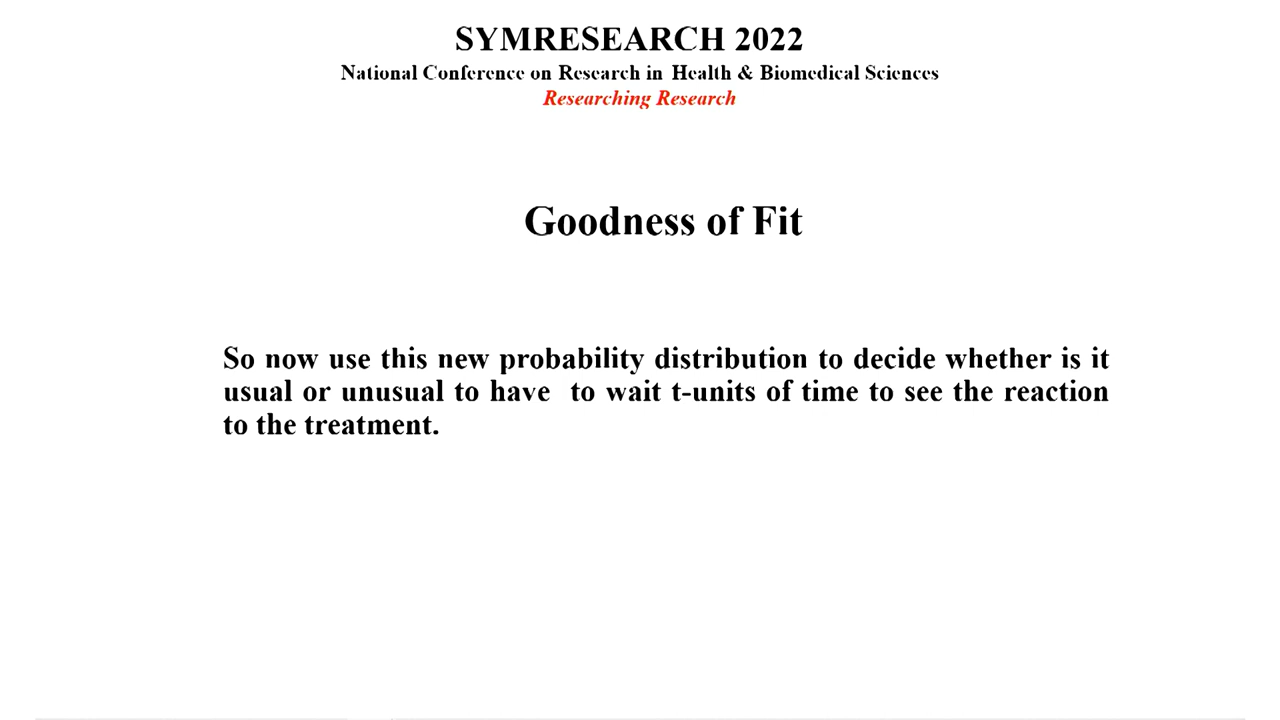 SYMRESEARCH 2022
National Conference on Research in Health & Biomedical Sciences
Researching Research
Goodness of Fit
So now use this new probability distribution to decide whether is it
usual or unusual to have to wait t-units of time to see the reaction
to the treatment.